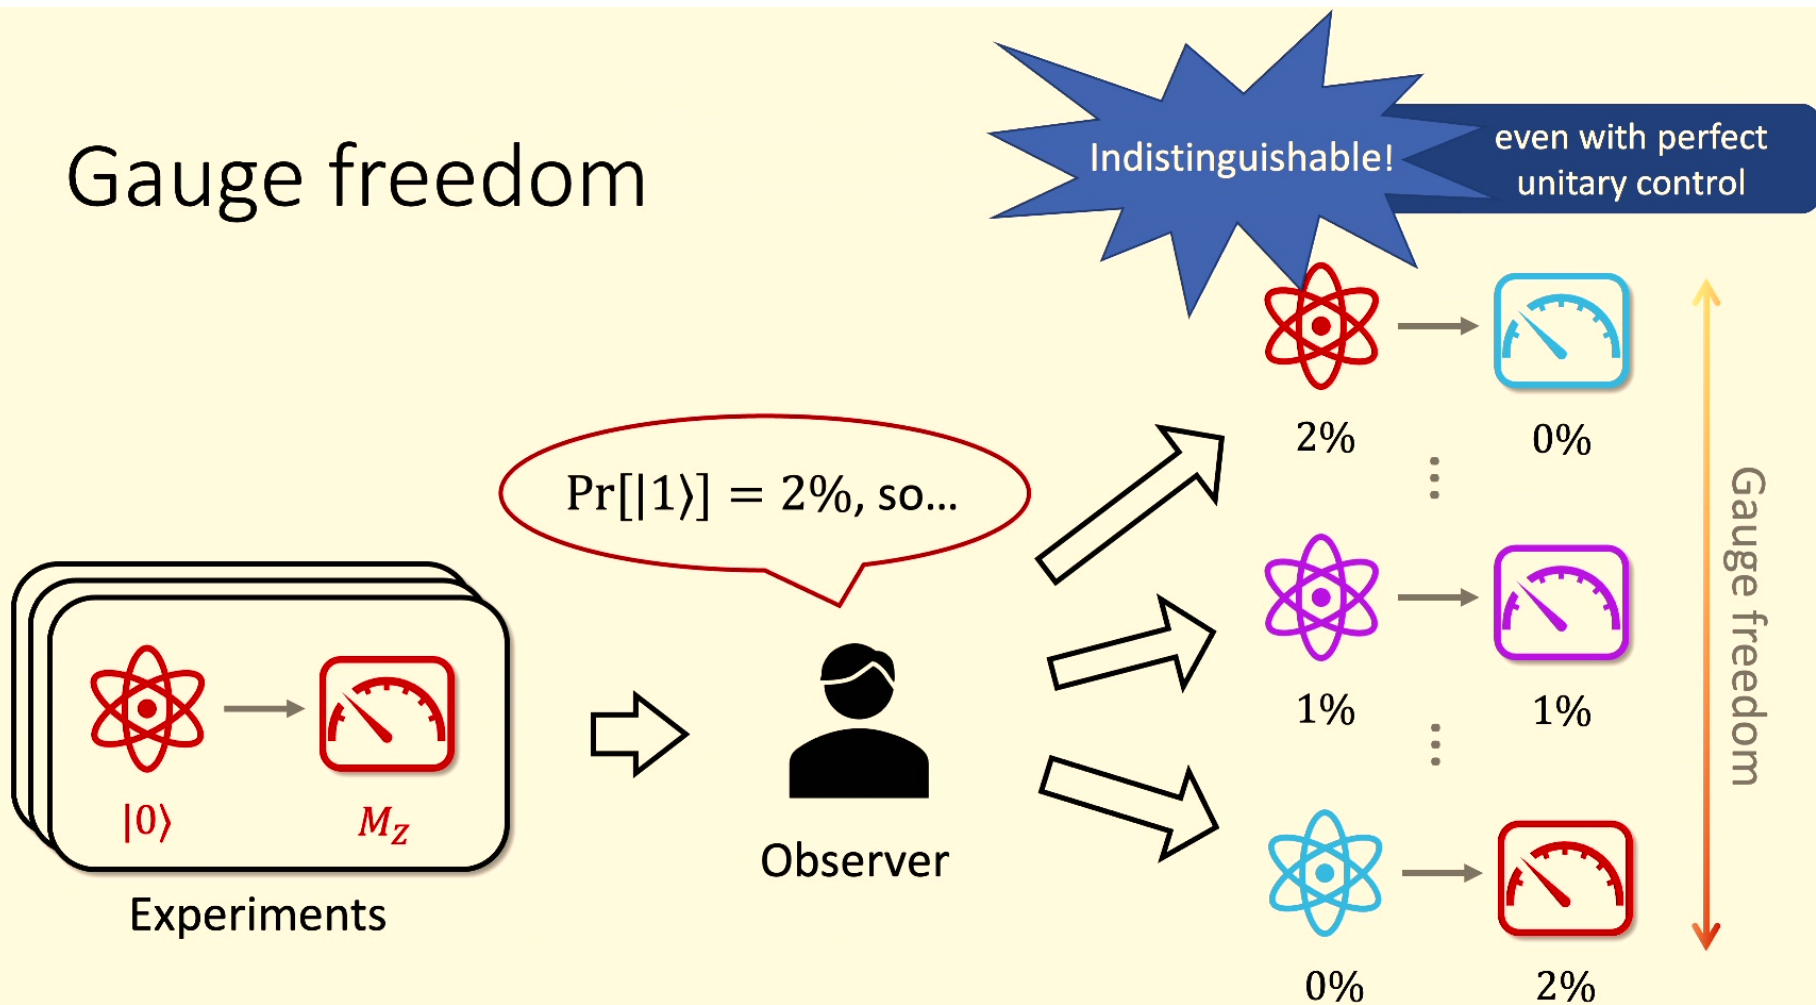 Gauge freedom
Indistinguishable!
even with perfect
unitary control
2%
0%
⋮
Pr[|1⟩] = 2%, so...
1%
1%
⋮
0%
2%
Gauge freedom
|0⟩
M_Z
Experiments
Observer